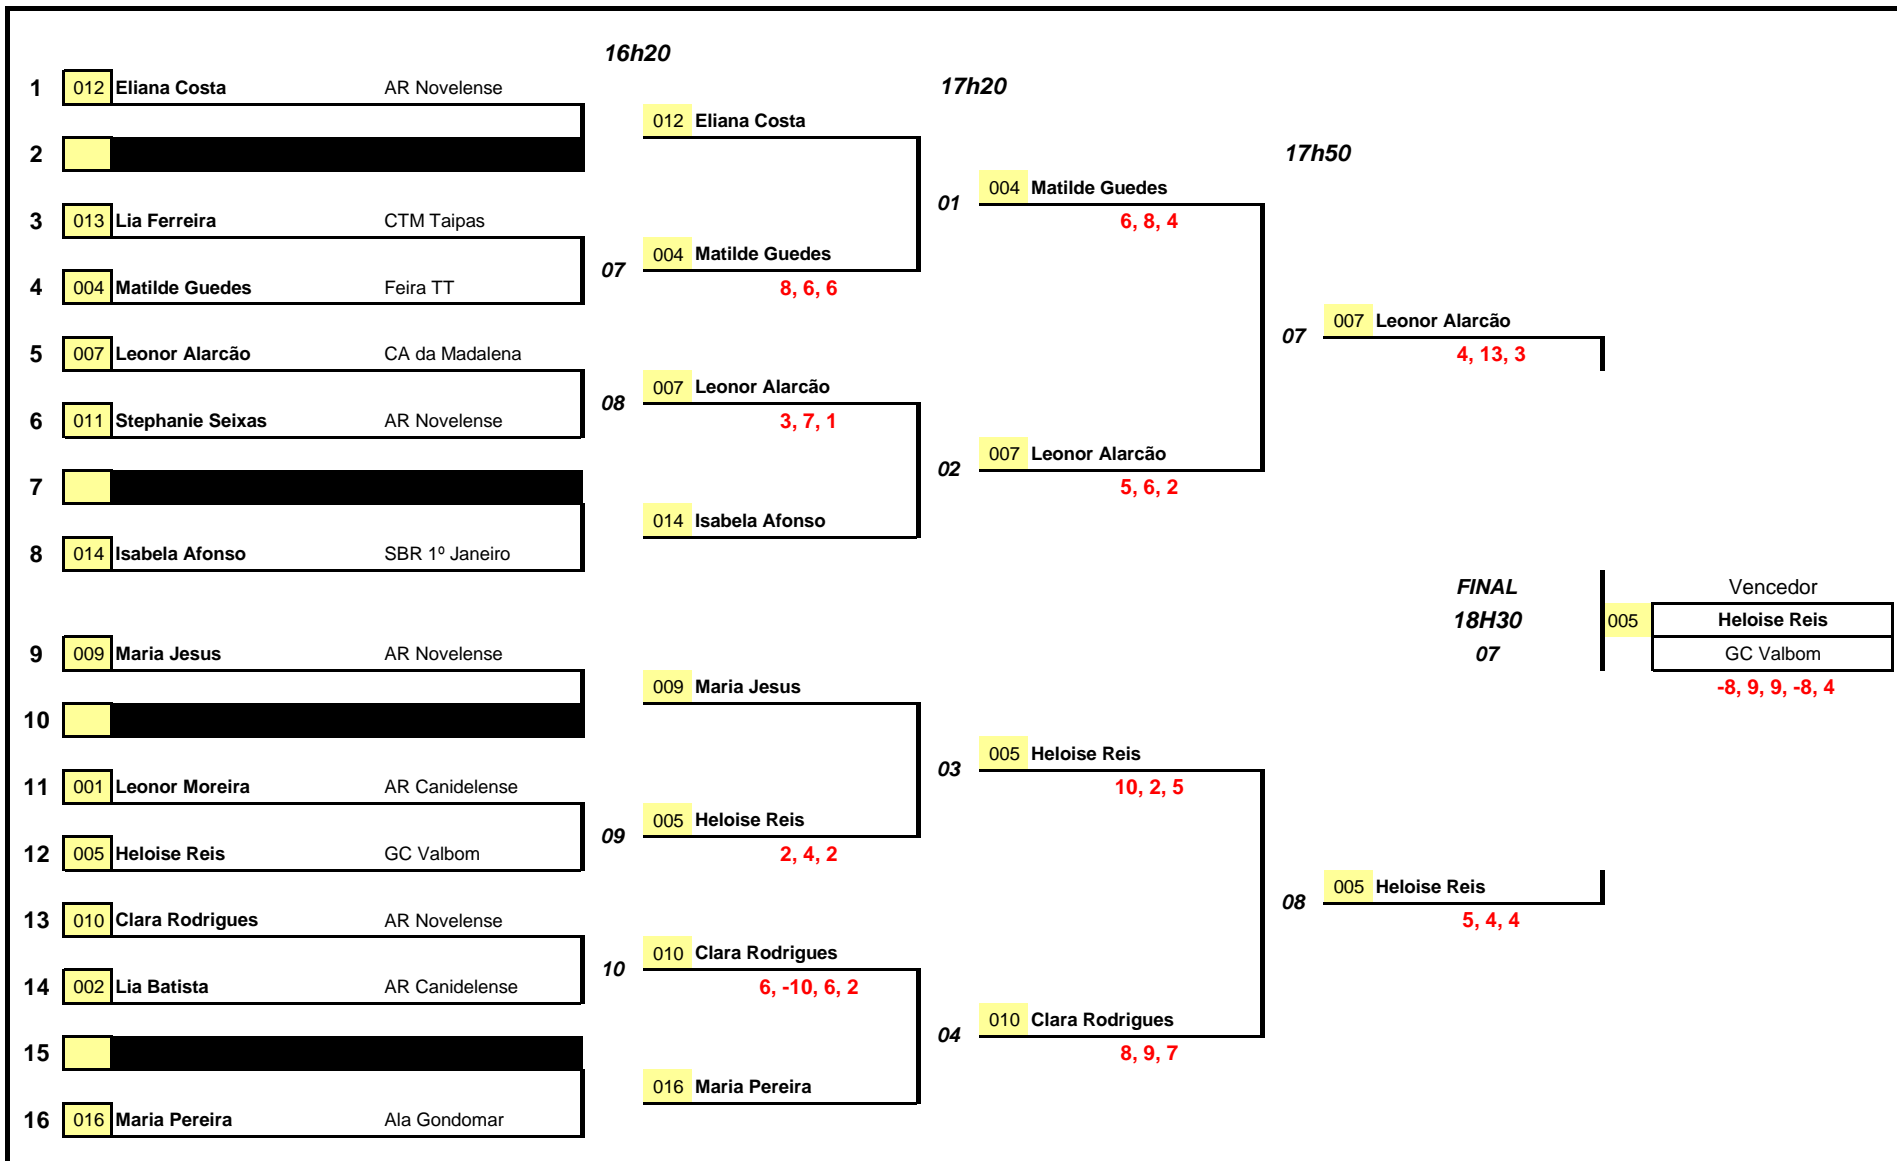 16h20
1 012 Eliana Costa AR Novelense
17h20
012 Eliana Costa
2
17h50
004 Matilde Guedes
01
3 013 Lia Ferreira CTM Taipas
6, 8, 4
004 Matilde Guedes
07
4 004 Matilde Guedes Feira TT
8, 6, 6
007 Leonor Alarcão
07
5 007 Leonor Alarcão CA da Madalena
4, 13, 3
007 Leonor Alarcão
08
6 011 Stephanie Seixas AR Novelense
3, 7, 1
007 Leonor Alarcão
02
7
5, 6, 2
014 Isabela Afonso
8 014 Isabela Afonso SBR 1º Janeiro
FINAL Vencedor
18H30 005 Heloise Reis
9 009 Maria Jesus AR Novelense
07 GC Valbom
009 Maria Jesus
-8, 9, 9, -8, 4
10
005 Heloise Reis
03
11 001 Leonor Moreira AR Canidelense
10, 2, 5
005 Heloise Reis
09
12 005 Heloise Reis GC Valbom
2, 4, 2
005 Heloise Reis
08
13 010 Clara Rodrigues AR Novelense
5, 4, 4
010 Clara Rodrigues
10
14 002 Lia Batista AR Canidelense
6, -10, 6, 2
010 Clara Rodrigues
04
15
8, 9, 7
016 Maria Pereira
16 016 Maria Pereira Ala Gondomar